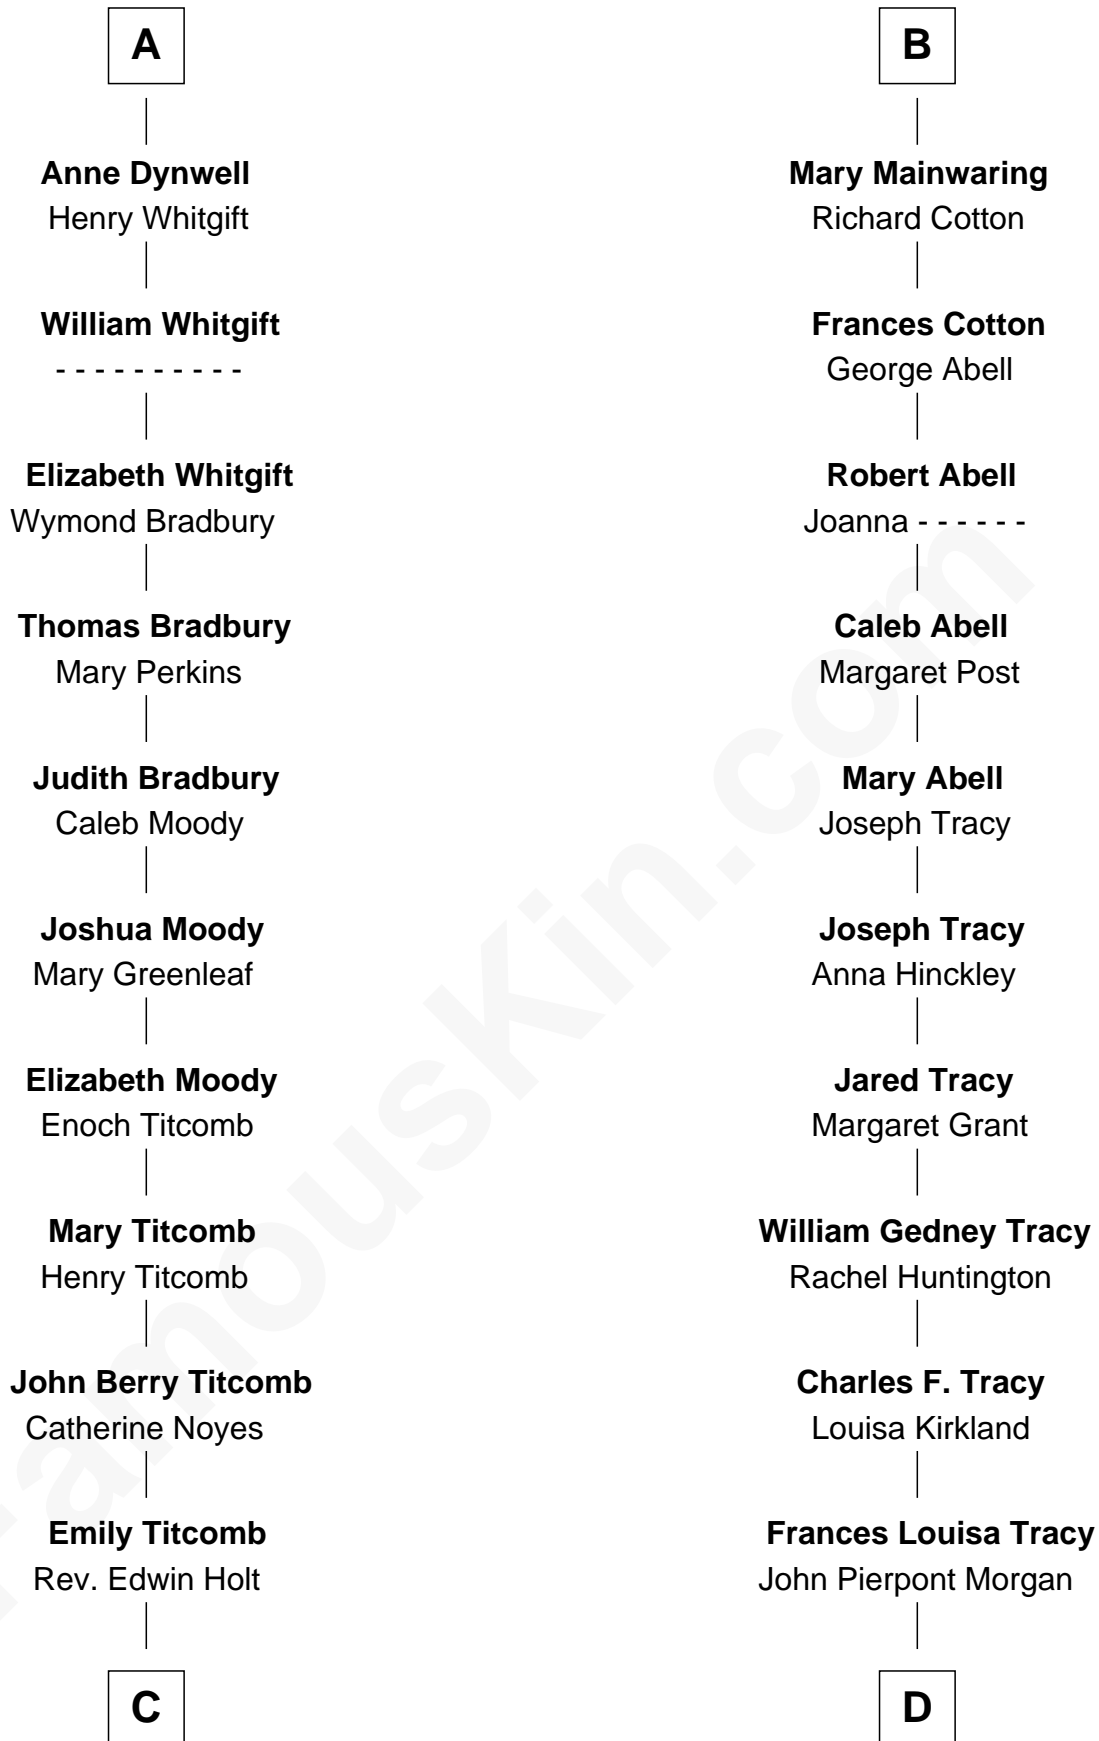 A
Anne Dynwell
Henry Whitgift
William Whitgift
- - - - - - - - - -
Elizabeth Whitgift
Wymond Bradbury
Thomas Bradbury
Mary Perkins
Judith Bradbury
Caleb Moody
Joshua Moody
Mary Greenleaf
Elizabeth Moody
Enoch Titcomb
Mary Titcomb
Henry Titcomb
John Berry Titcomb
Catherine Noyes
Emily Titcomb
Rev. Edwin Holt
C
B
Mary Mainwaring
Richard Cotton
Frances Cotton
George Abell
Robert Abell
Joanna - - - - - -
Caleb Abell
Margaret Post
Mary Abell
Joseph Tracy
Joseph Tracy
Anna Hinckley
Jared Tracy
Margaret Grant
William Gedney Tracy
Rachel Huntington
Charles F. Tracy
Louisa Kirkland
Frances Louisa Tracy
John Pierpont Morgan
D
FamousKin.com